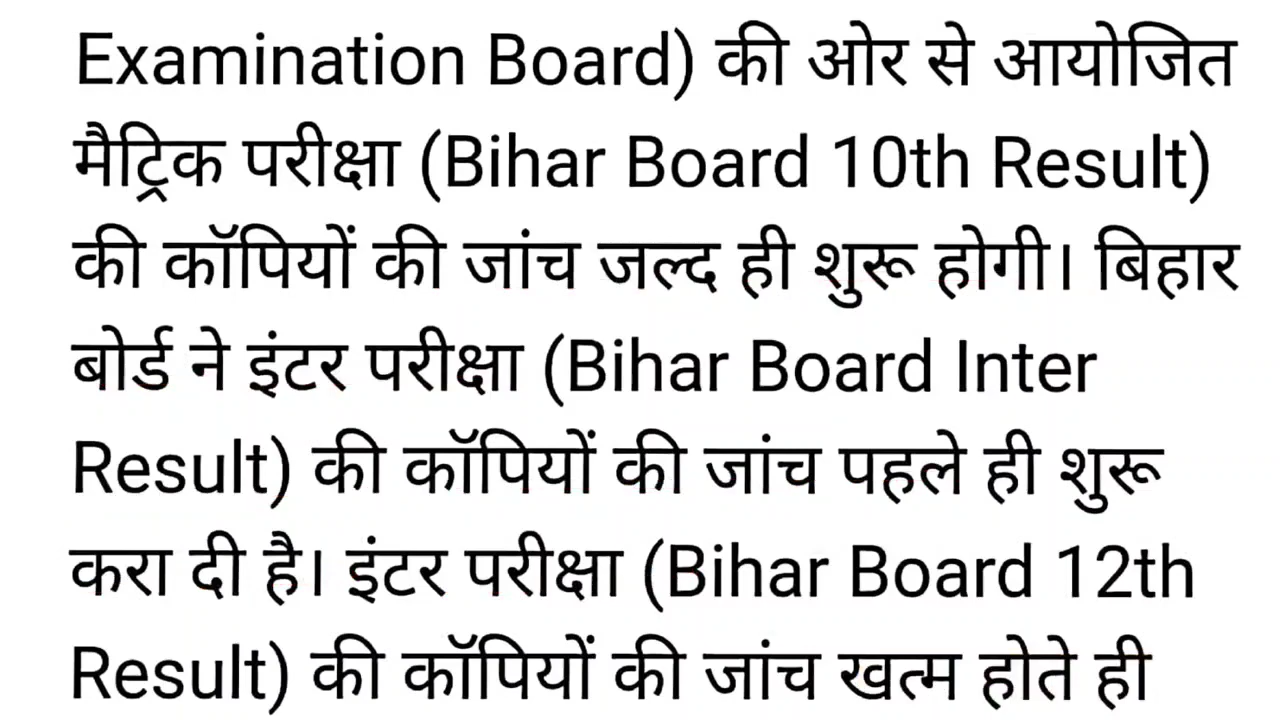 Examination Board) की ओर से आयोजित
मैट्रिक परीक्षा (Bihar Board 10th Result)
की कॉपियों की जांच जल्द ही शुरू होगी। बिहार
बोर्ड ने इंटर परीक्षा (Bihar Board Inter
Result) की कॉपियों की जांच पहले ही शुरू
करा दी है। इंटर परीक्षा (Bihar Board 12th
Result) की कॉपियों की जांच खत्म होते ही